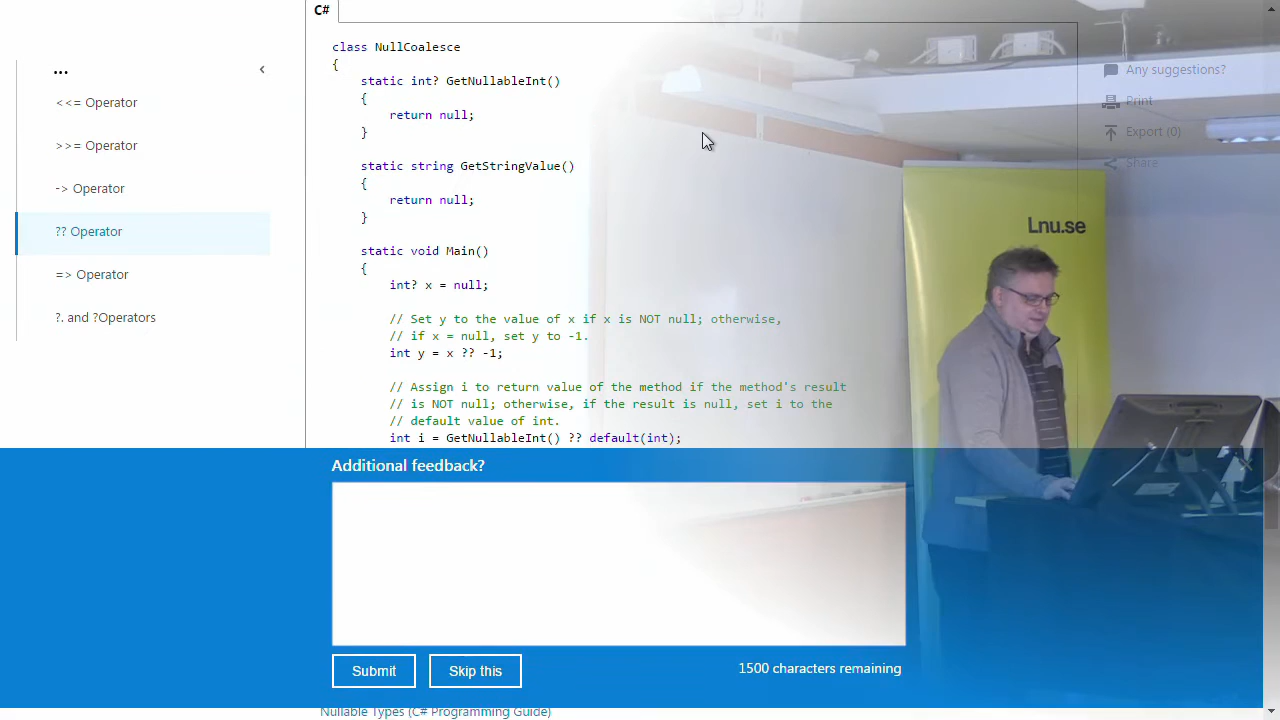 C#
...
<<= Operator
>>= Operator
-> Operator
?? Operator
=> Operator
?. and ?Operators
class NullCoalesce
{
static int? GetNullableInt()
{
return null;
}
static string GetStringValue()
{
return null;
}
static void Main()
{
int? x = null;
// Set y to the value of x if x is NOT null; otherwise,
// if x = null, set y to -1.
int y = x ?? -1;
// Assign i to return value of the method if the method's result
// is NOT null; otherwise, if the result is null, set i to the
// default value of int.
int i = GetNullableInt() ?? default(int);
Any suggestions?
Print
Export (0)
Share
Lnu.se
Additional feedback?
Submit
Skip this
1500 characters remaining
Nullable Types (C# Programming Guide)